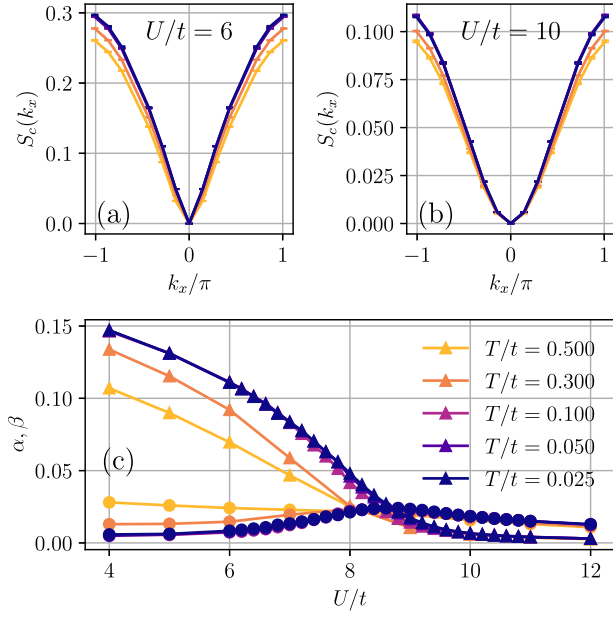 0.3
0.2
0.1
0.0
S_c(k_x)
U/t = 6
(a)
−1
0
1
k_x/π
0.100
0.075
0.050
0.025
0.000
S_c(k_x)
U/t = 10
(b)
−1
0
1
k_x/π
0.15
0.10
0.05
0.00
α, β
(c)
T/t = 0.500
T/t = 0.300
T/t = 0.100
T/t = 0.050
T/t = 0.025
4
6
8
10
12
U/t